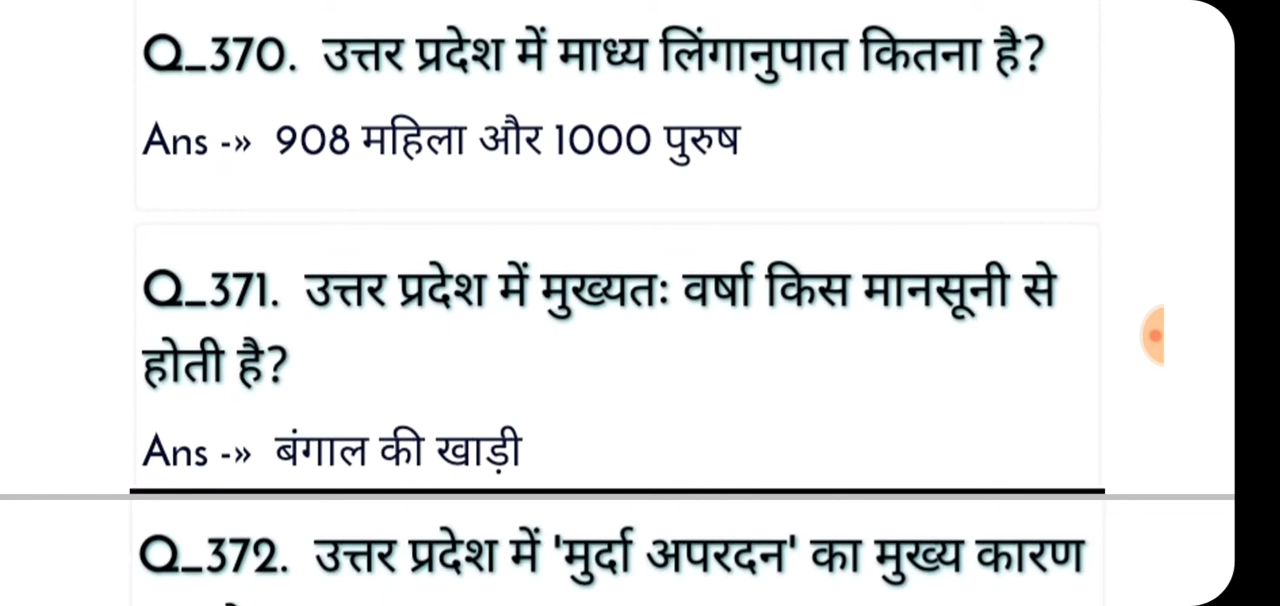 Q_370. उत्तर प्रदेश में माध्य लिंगानुपात कितना है?
Ans -» 908 महिला और 1000 पुरुष
Q_371. उत्तर प्रदेश में मुख्यतः वर्षा किस मानसूनी से
होती है?
Ans -» बंगाल की खाड़ी
Q_372. उत्तर प्रदेश में 'मुर्दा अपरदन' का मुख्य कारण